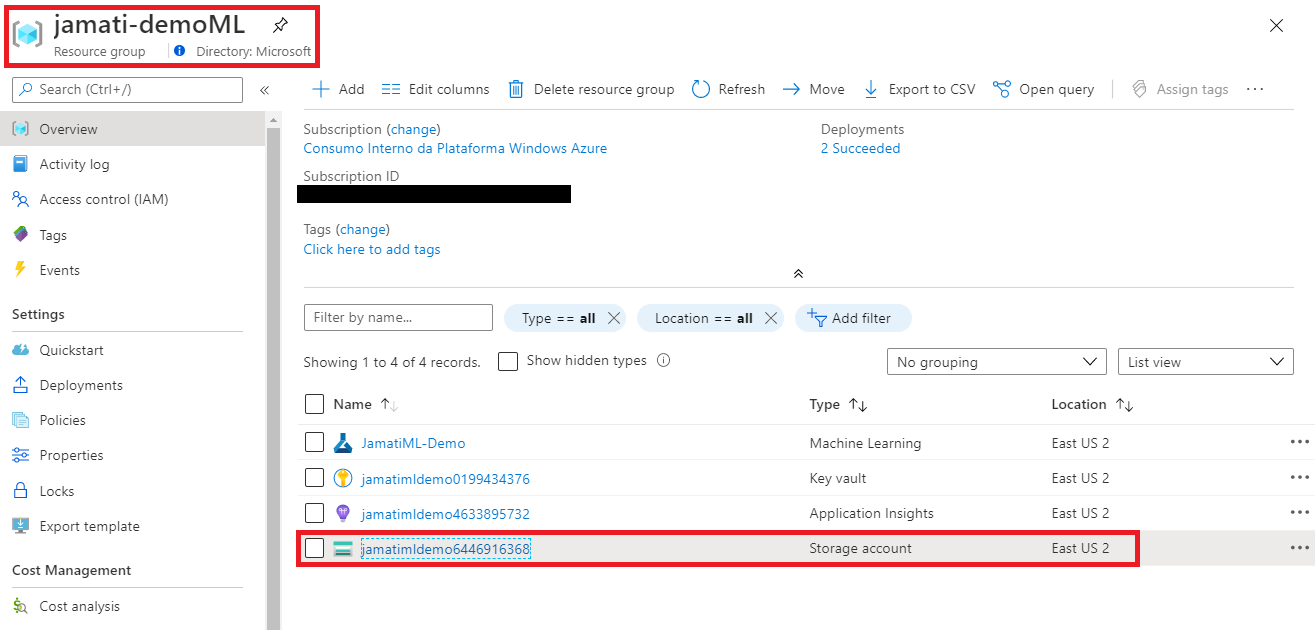 jamati-demoML
Resource group Directory: Microsoft
Search (Ctrl+/)
«
Add Edit columns Delete resource group Refresh Move Export to CSV Open query Assign tags ...
Overview
Activity log
Access control (IAM)
Tags
Events
Settings
Quickstart
Deployments
Policies
Properties
Locks
Export template
Cost Management
Cost analysis
Subscription (change)
Consumo Interno da Plataforma Windows Azure
Deployments
2 Succeeded
Subscription ID
Tags (change)
Click here to add tags
Filter by name... Type == all Location == all Add filter
Showing 1 to 4 of 4 records. Show hidden types No grouping List view
Name Type Location
JamatiML-Demo Machine Learning East US 2 ...
jamatimldemo0199434376 Key vault East US 2 ...
jamatimldemo4633895732 Application Insights East US 2 ...
jamatimldemo6446916368 Storage account East US 2 ...